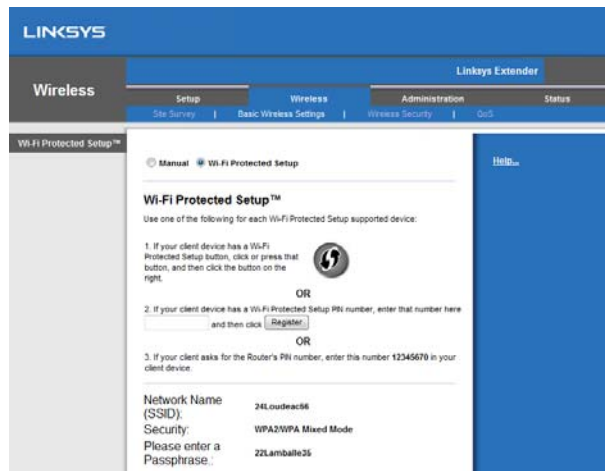 LINKSYS
Linksys Extender
Wireless
Setup
Wireless
Administration
Status
Site Survey | Basic Wireless Settings | Wireless Security | QoS
Wi-Fi Protected Setup™
Manual Wi-Fi Protected Setup
Help...
Wi-Fi Protected Setup™
Use one of the following for each Wi-Fi Protected Setup supported device:
1. If your client device has a Wi-Fi
Protected Setup button, click or press that
button, and then click the button on the
right.
OR
2. If your client device has a Wi-Fi Protected Setup PIN number, enter that number here
and then click Register
OR
3. If your client asks for the Router's PIN number, enter this number 12345670 in your
client device.
Network Name
(SSID):
24Loudeac66
Security:
WPA2/WPA Mixed Mode
Please enter a
Passphrase.:
22Lamballe35